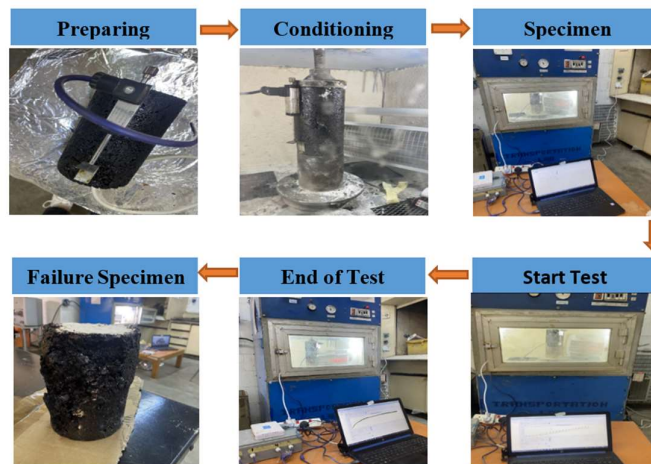 Preparing
Conditioning
Specimen
Failure Specimen
End of Test
Start Test